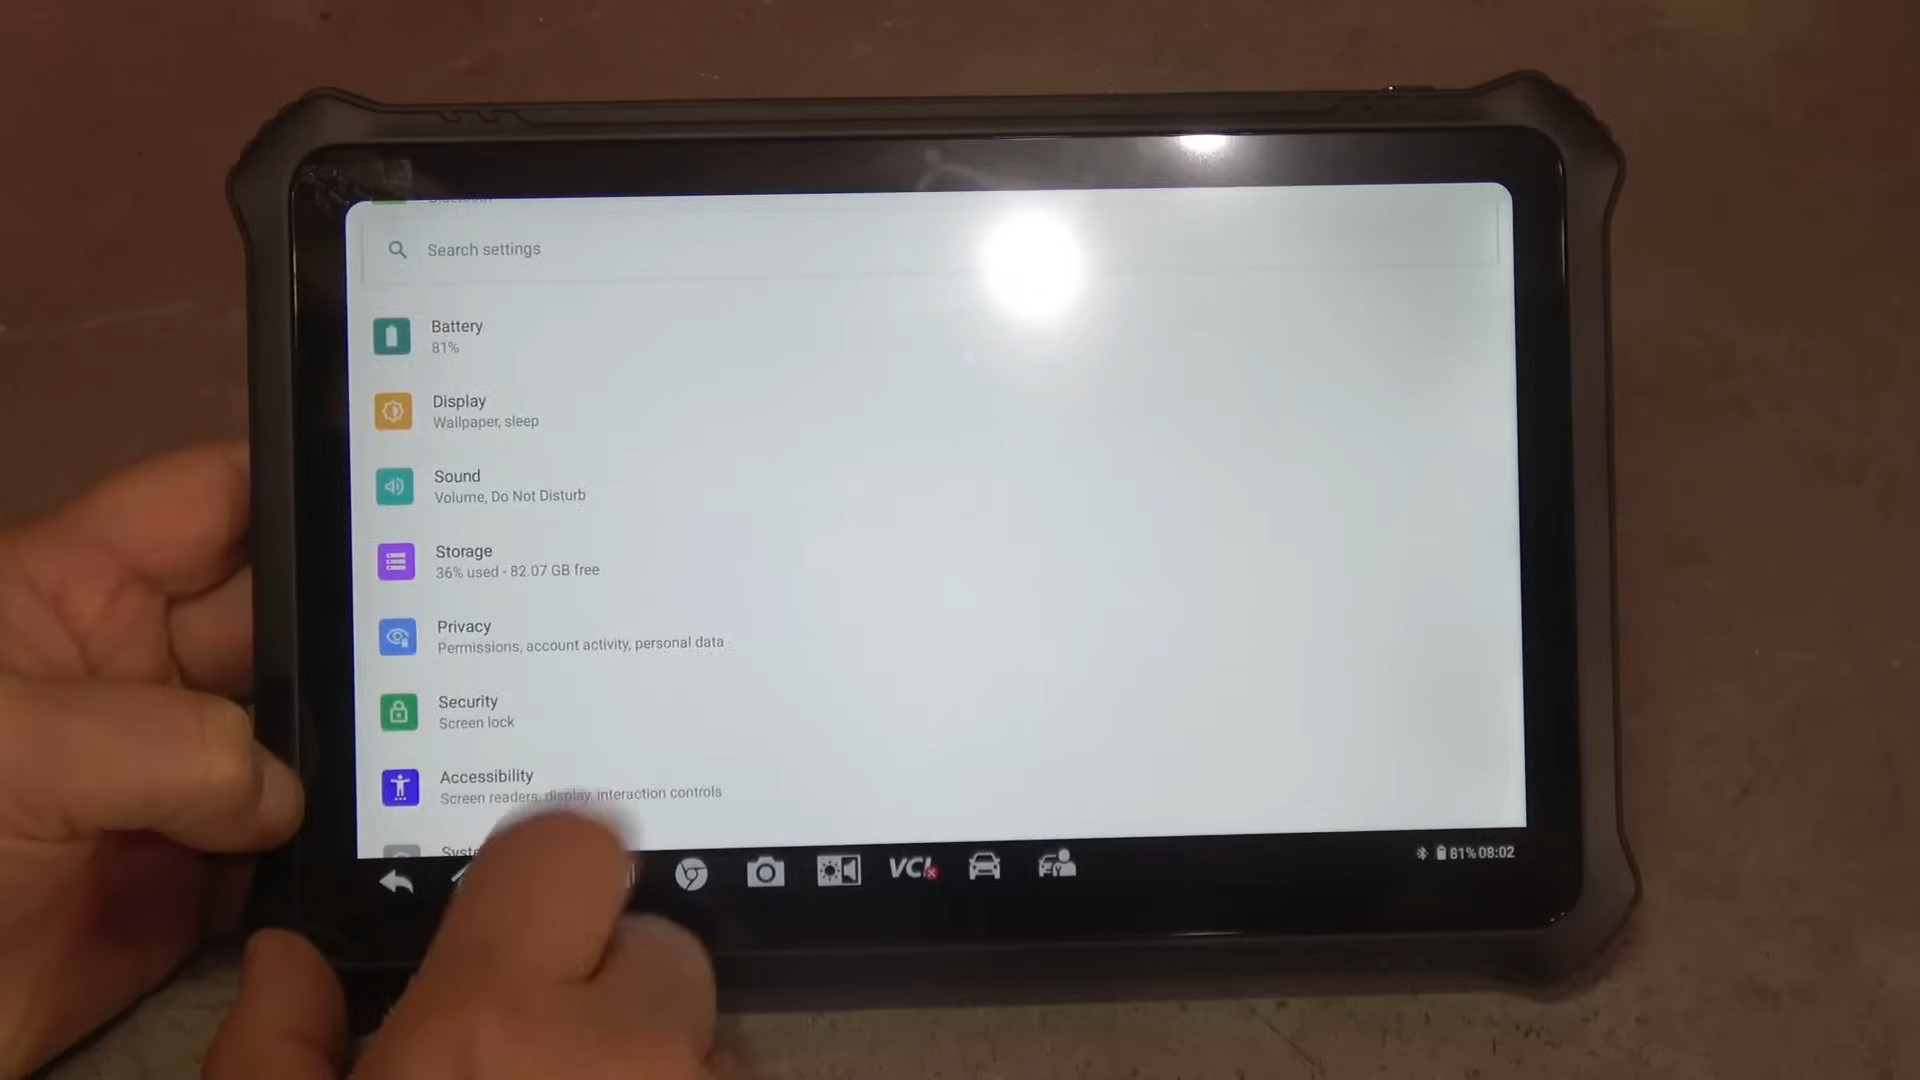 Bluetooth
Search settings
Battery
81%
Display
Wallpaper, sleep
Sound
Volume, Do Not Disturb
Storage
36% used - 82.07 GB free
Privacy
Permissions, account activity, personal data
Security
Screen lock
Accessibility
Screen readers, display, interaction controls
VCI
81% 08:02